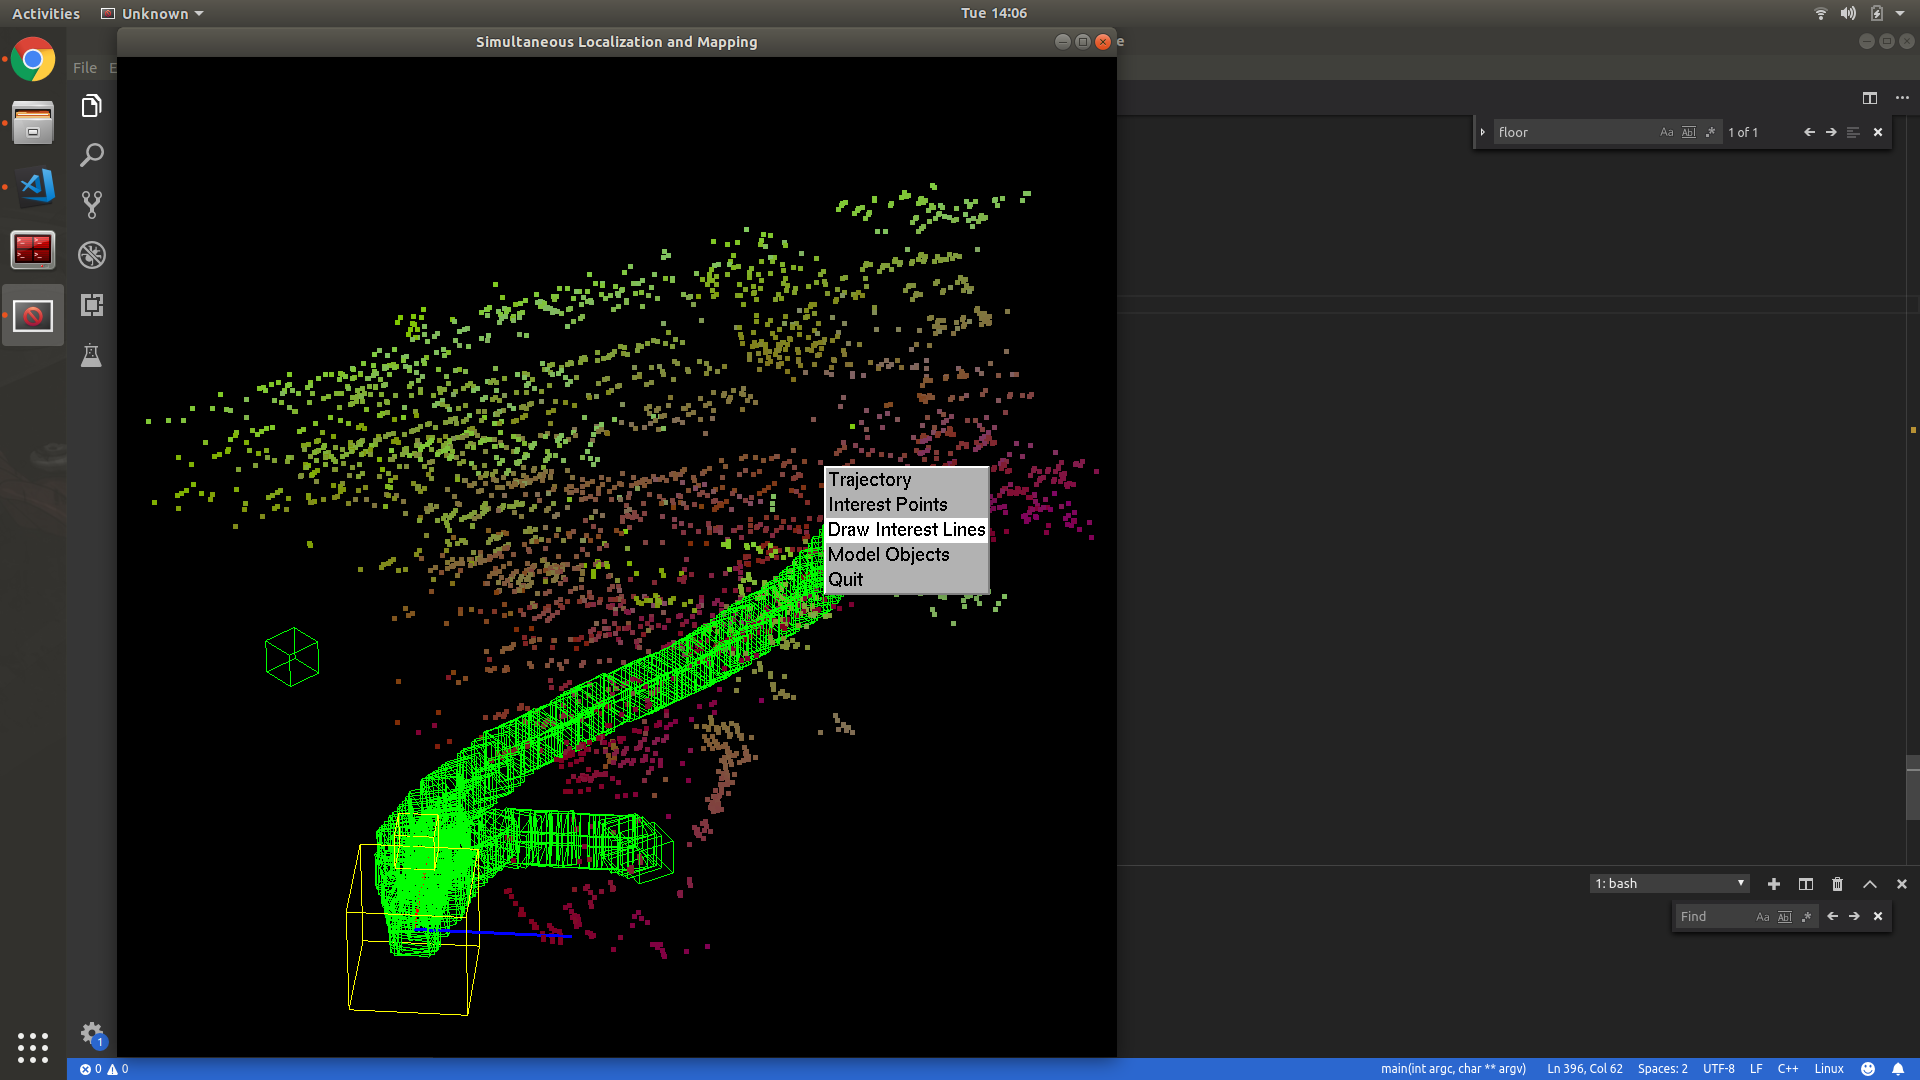 Activities
Unknown
Tue 14:06
Simultaneous Localization and Mapping
e
File E
floor
Aa Abl .* 1 of 1
Trajectory
Interest Points
Draw Interest Lines
Model Objects
Quit
1: bash
Find
Aa Abl .*
1
0 0
main(int argc, char ** argv) Ln 396, Col 62 Spaces: 2 UTF-8 LF C++ Linux